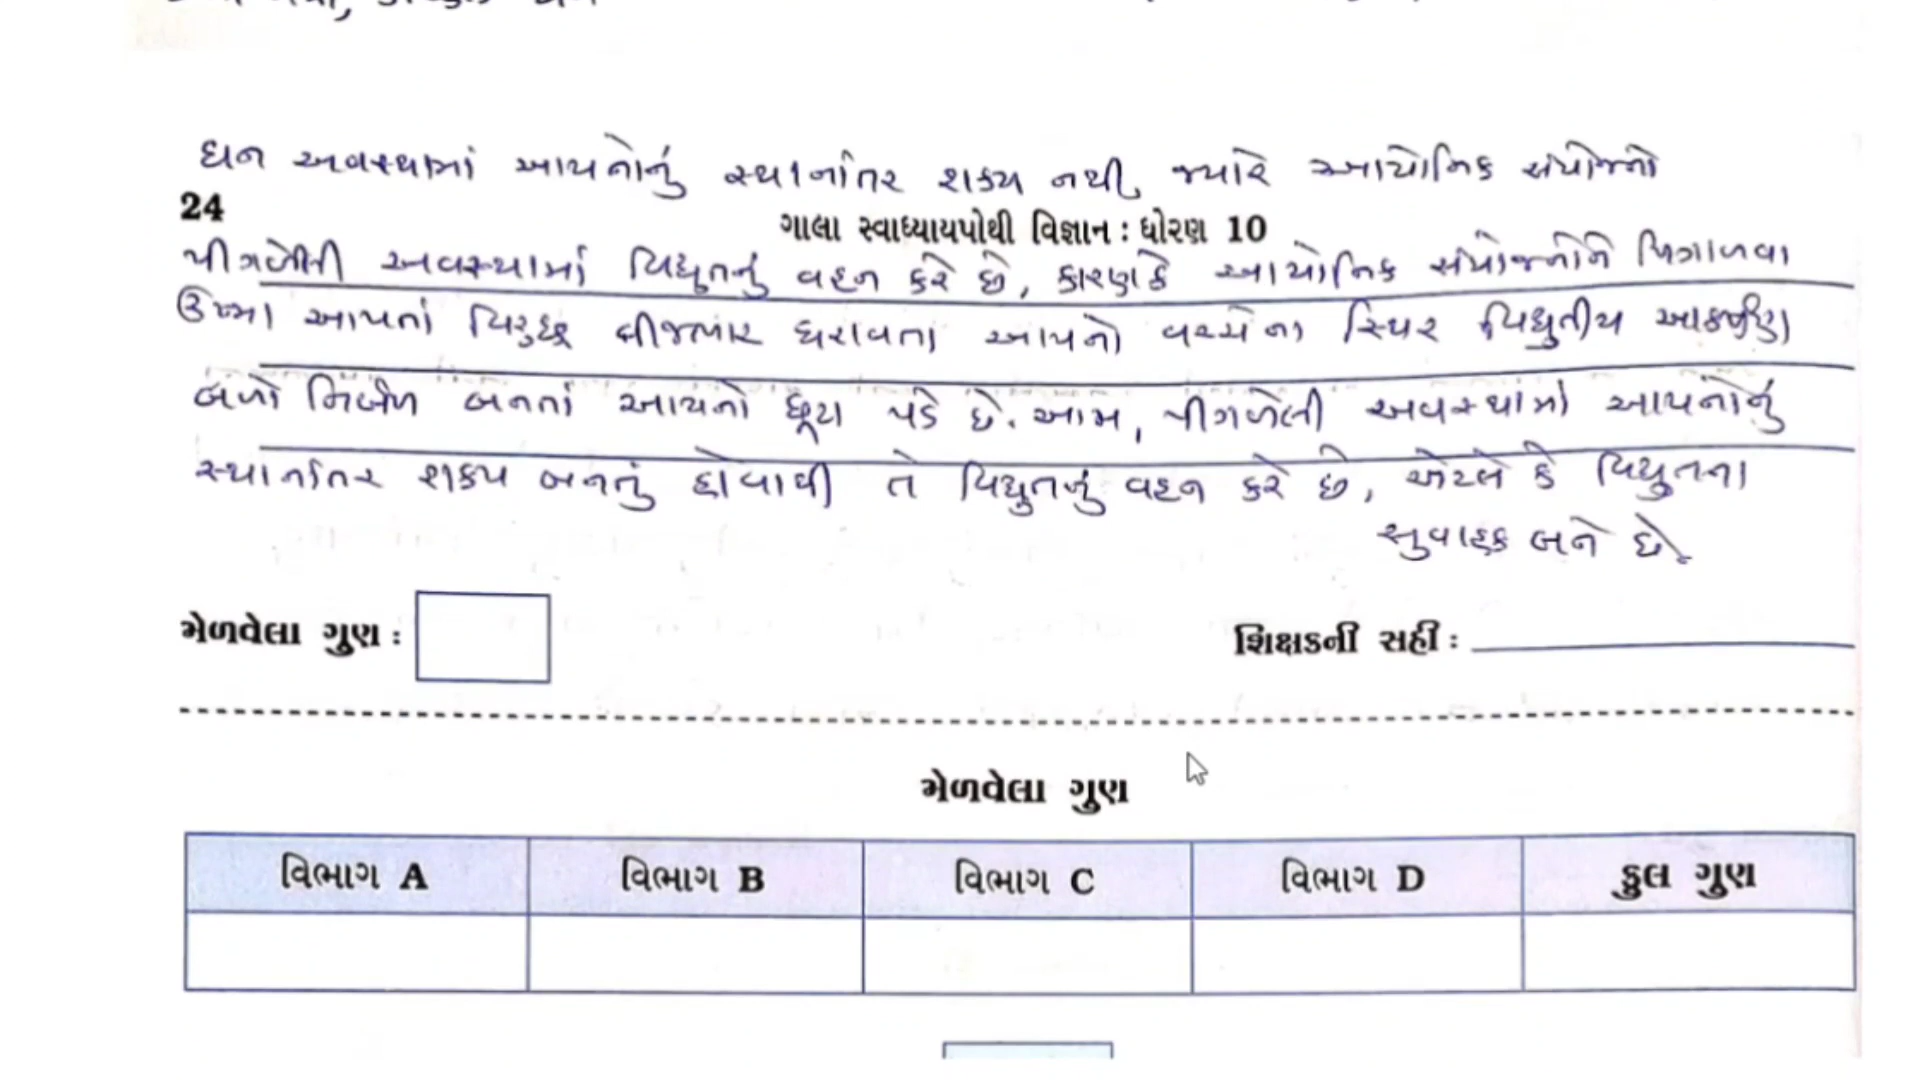 ઘન અવસ્થામાં આયનોનું સ્થાનાંતર શક્ય નથી, જ્યારે આયોનિક સંયોજનો
24
ગાલા સ્વાધ્યાયપોથી વિજ્ઞાન : ધોરણ 10
પીગળેલી અવસ્થામાં વિદ્યુતનું વહન કરે છે, કારણ કે આયોનિક સંયોજનોને પિગાળવા
ઉષ્મા આપતાં વિરુદ્ધ વીજભાર ધરાવતા આયનો વચ્ચેના સ્થિર વિદ્યુતીય આકર્ષણ
બળો નિર્બળ બનતાં આયનો છૂટા પડે છે. આમ, પીગળેલી અવસ્થામાં આયનોનું
સ્થાનાંતર શક્ય બનતું હોવાથી તે વિદ્યુતનું વહન કરે છે, એટલે કે વિદ્યુતના
સુવાહક બને છે.
મેળવેલા ગુણ :
શિક્ષકની સહી :
મેળવેલા ગુણ
વિભાગ A વિભાગ B વિભાગ C વિભાગ D કુલ ગુણ